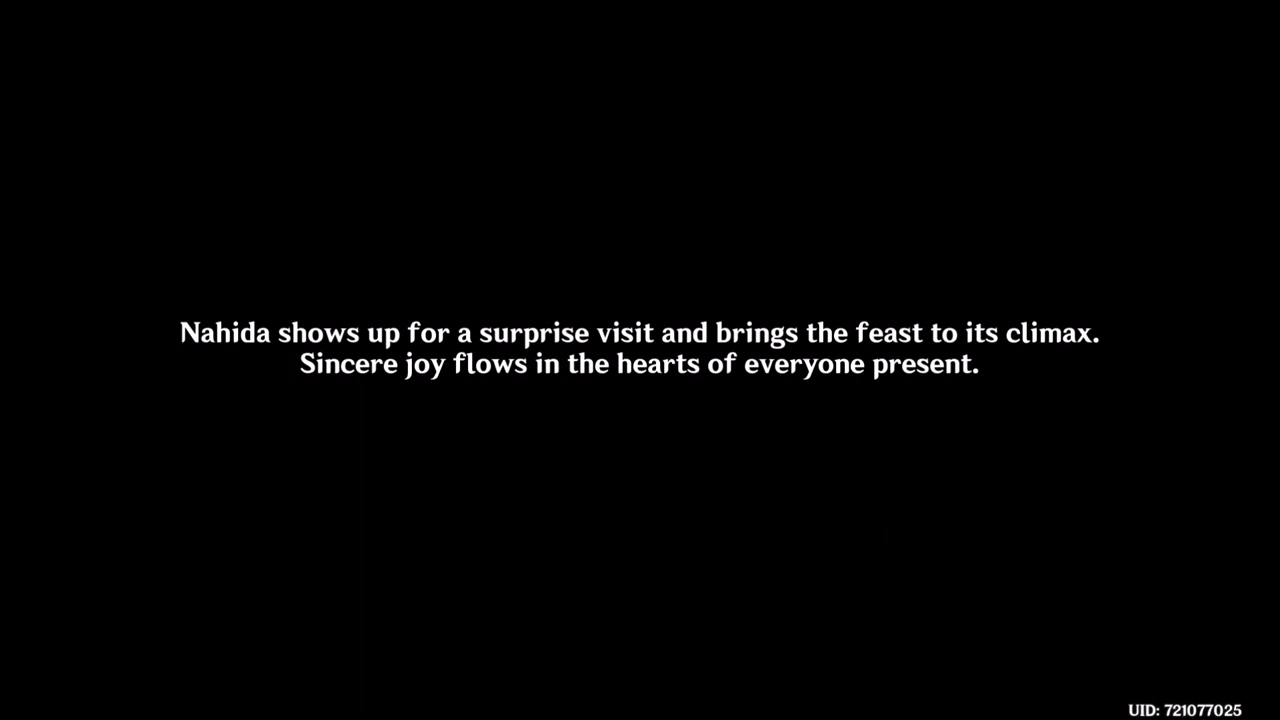 Nahida shows up for a surprise visit and brings the feast to its climax.
Sincere joy flows in the hearts of everyone present.
UID: 721077025